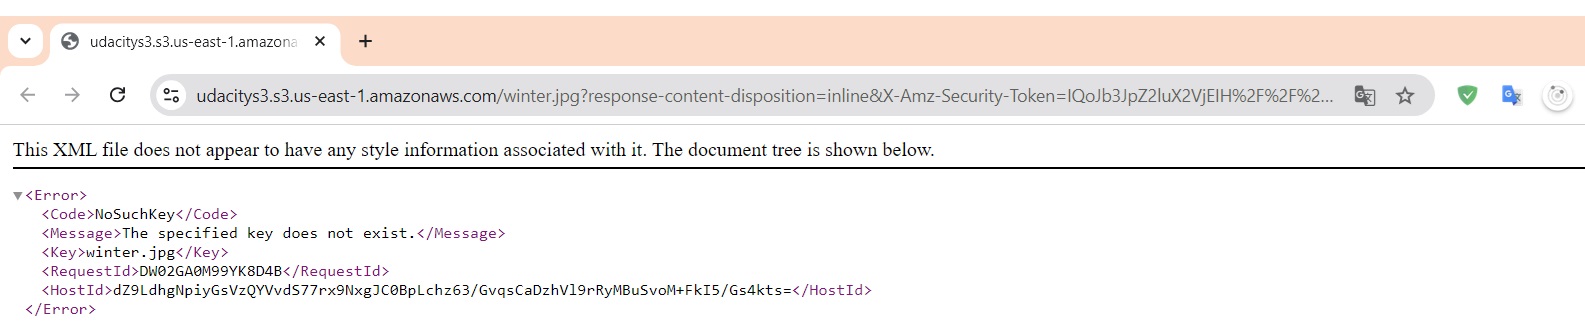 udacitys3.s3.us-east-1.amazona
udacitys3.s3.us-east-1.amazonaws.com/winter.jpg?response-content-disposition=inline&X-Amz-Security-Token=IQoJb3JpZ2luX2VjEIH%2F%2F%2...
This XML file does not appear to have any style information associated with it. The document tree is shown below.
<Error>
<Code>NoSuchKey</Code>
<Message>The specified key does not exist.</Message>
<Key>winter.jpg</Key>
<RequestId>DW02GA0M99YK8D4B</RequestId>
<HostId>dZ9LdhgNpiyGsVzQYVvdS77rx9NxgJC0BpLchz63/GvqsCaDzhVl9rRyMBuSvoM+FkI5/Gs4kts=</HostId>
</Error>